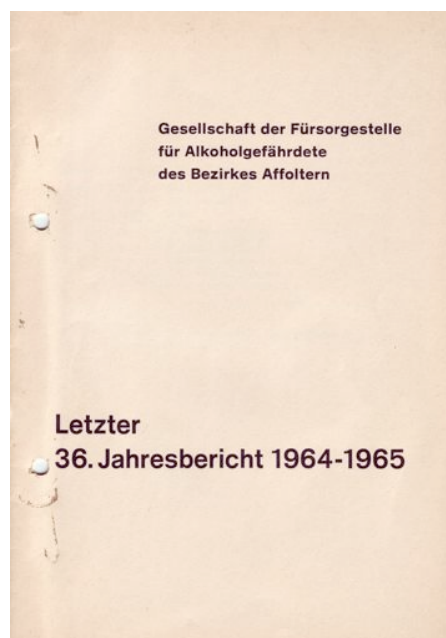 Gesellschaft der Fürsorgestelle
für Alkoholgefährdete
des Bezirkes Affoltern
Letzter
36. Jahresbericht 1964-1965